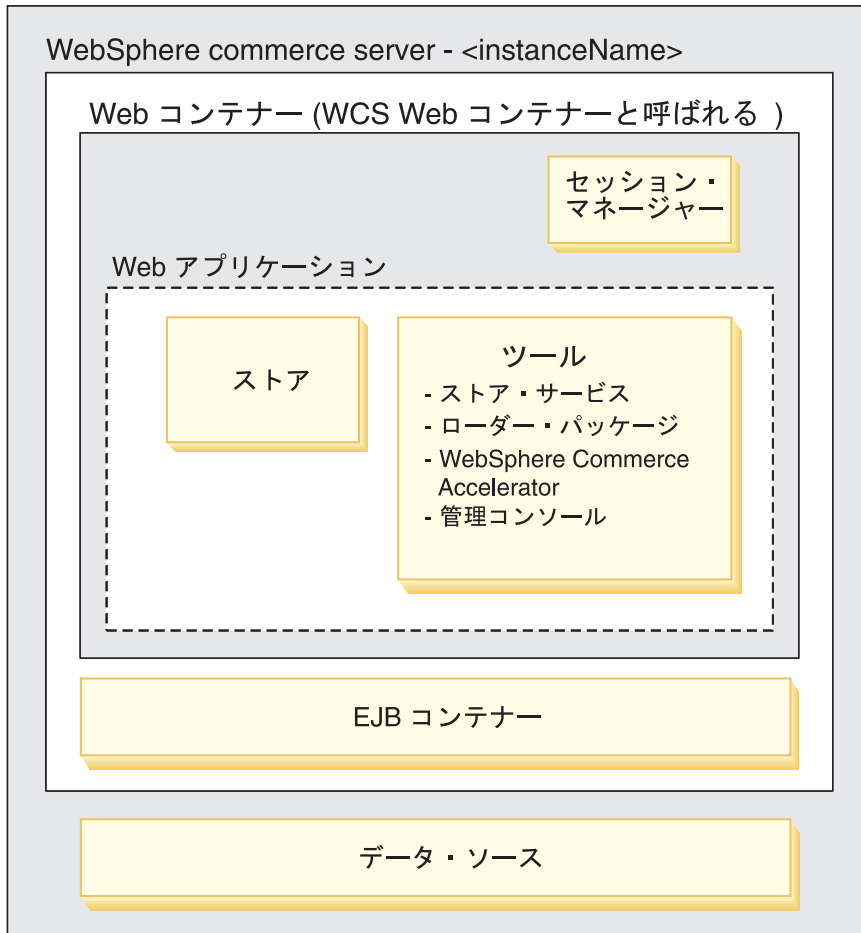 WebSphere commerce server - <instanceName>
Web コンテナー (WCS Web コンテナーと呼ばれる )
セッション・
マネージャー
Web アプリケーション
ストア
ツール
- ストア・サービス
- ローダー・パッケージ
- WebSphere Commerce
Accelerator
- 管理コンソール
EJB コンテナー
データ・ソース